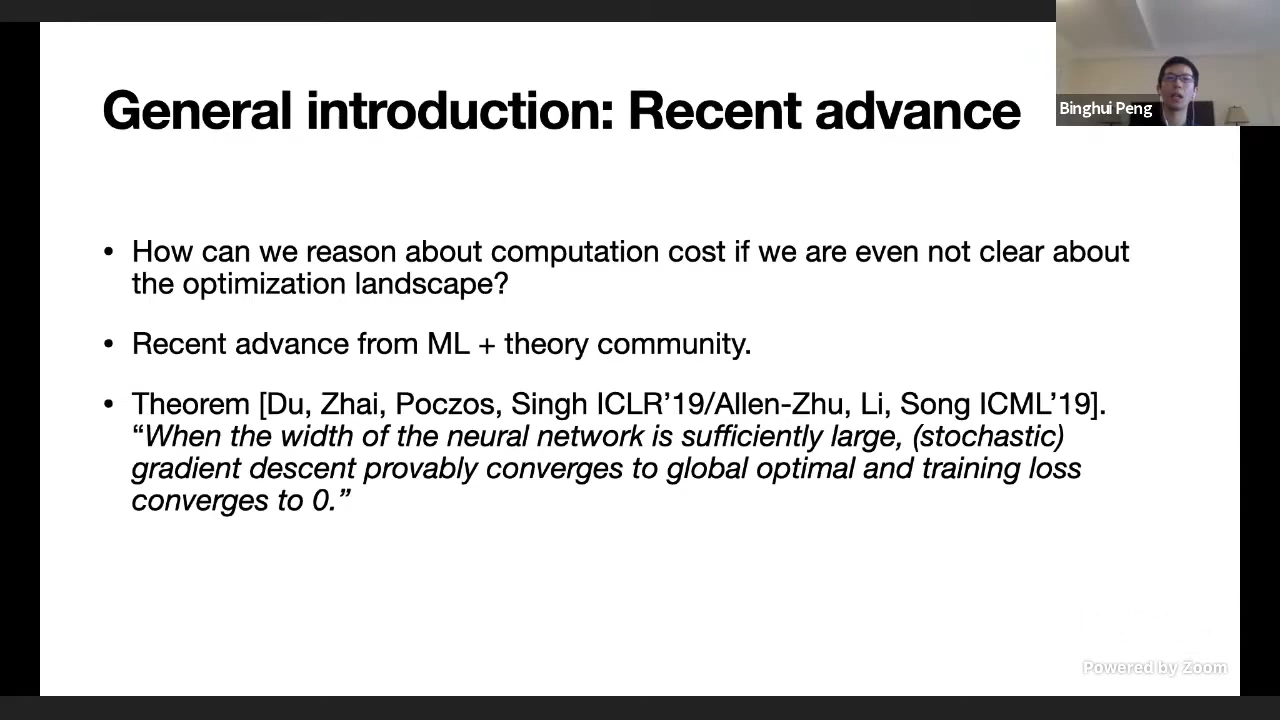 General introduction: Recent advance
Binghui Peng
• How can we reason about computation cost if we are even not clear about
the optimization landscape?
• Recent advance from ML + theory community.
• Theorem [Du, Zhai, Poczos, Singh ICLR’19/Allen-Zhu, Li, Song ICML’19].
“When the width of the neural network is sufficiently large, (stochastic)
gradient descent provably converges to global optimal and training loss
converges to 0.”
Powered by Zoom